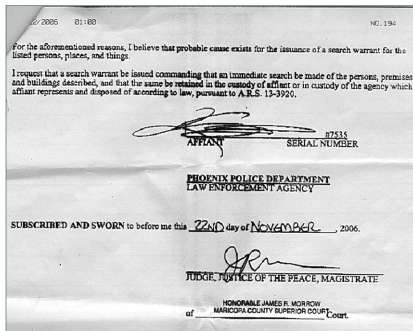 2/2006 01:00 NO.194
For the aforementioned reasons, I believe that probable cause exists for the issuance of a search warrant for the
listed persons, places, and things.
I request that a search warrant be issued commanding that an immediate search be made of the persons, premises
and buildings described, and that the same be retained in the custody of affiant or in custody of the agency which
affiant represents and disposed of according to law, pursuant to A.R.S. 13-3920.
#7535
AFFIANT SERIAL NUMBER
PHOENIX POLICE DEPARTMENT
LAW ENFORCEMENT AGENCY
SUBSCRIBED AND SWORN to before me this 22ND day of NOVEMBER, 2006.
JUDGE, JUSTICE OF THE PEACE, MAGISTRATE
HONORABLE JAMES R. MORROW
of MARICOPA COUNTY SUPERIOR COURT Court.